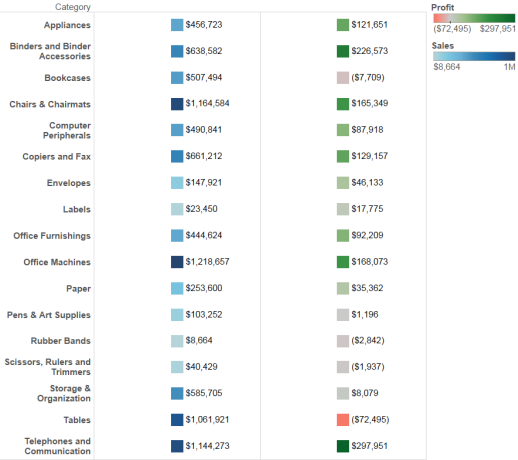 Category
Appliances $456,723 $121,651
Binders and Binder
Accessories $638,582 $226,573
Bookcases $507,494 ($7,709)
Chairs & Chairmats $1,164,584 $165,349
Computer
Peripherals $490,841 $87,918
Copiers and Fax $661,212 $129,157
Envelopes $147,921 $46,133
Labels $23,450 $17,775
Office Furnishings $444,624 $92,209
Office Machines $1,218,657 $168,073
Paper $253,600 $35,362
Pens & Art Supplies $103,252 $1,196
Rubber Bands $8,664 ($2,842)
Scissors, Rulers and
Trimmers $40,429 ($1,937)
Storage &
Organization $585,705 $8,079
Tables $1,061,921 ($72,495)
Telephones and
Communication $1,144,273 $297,951
Profit
($72,495) $297,951
Sales
$8,664 1M